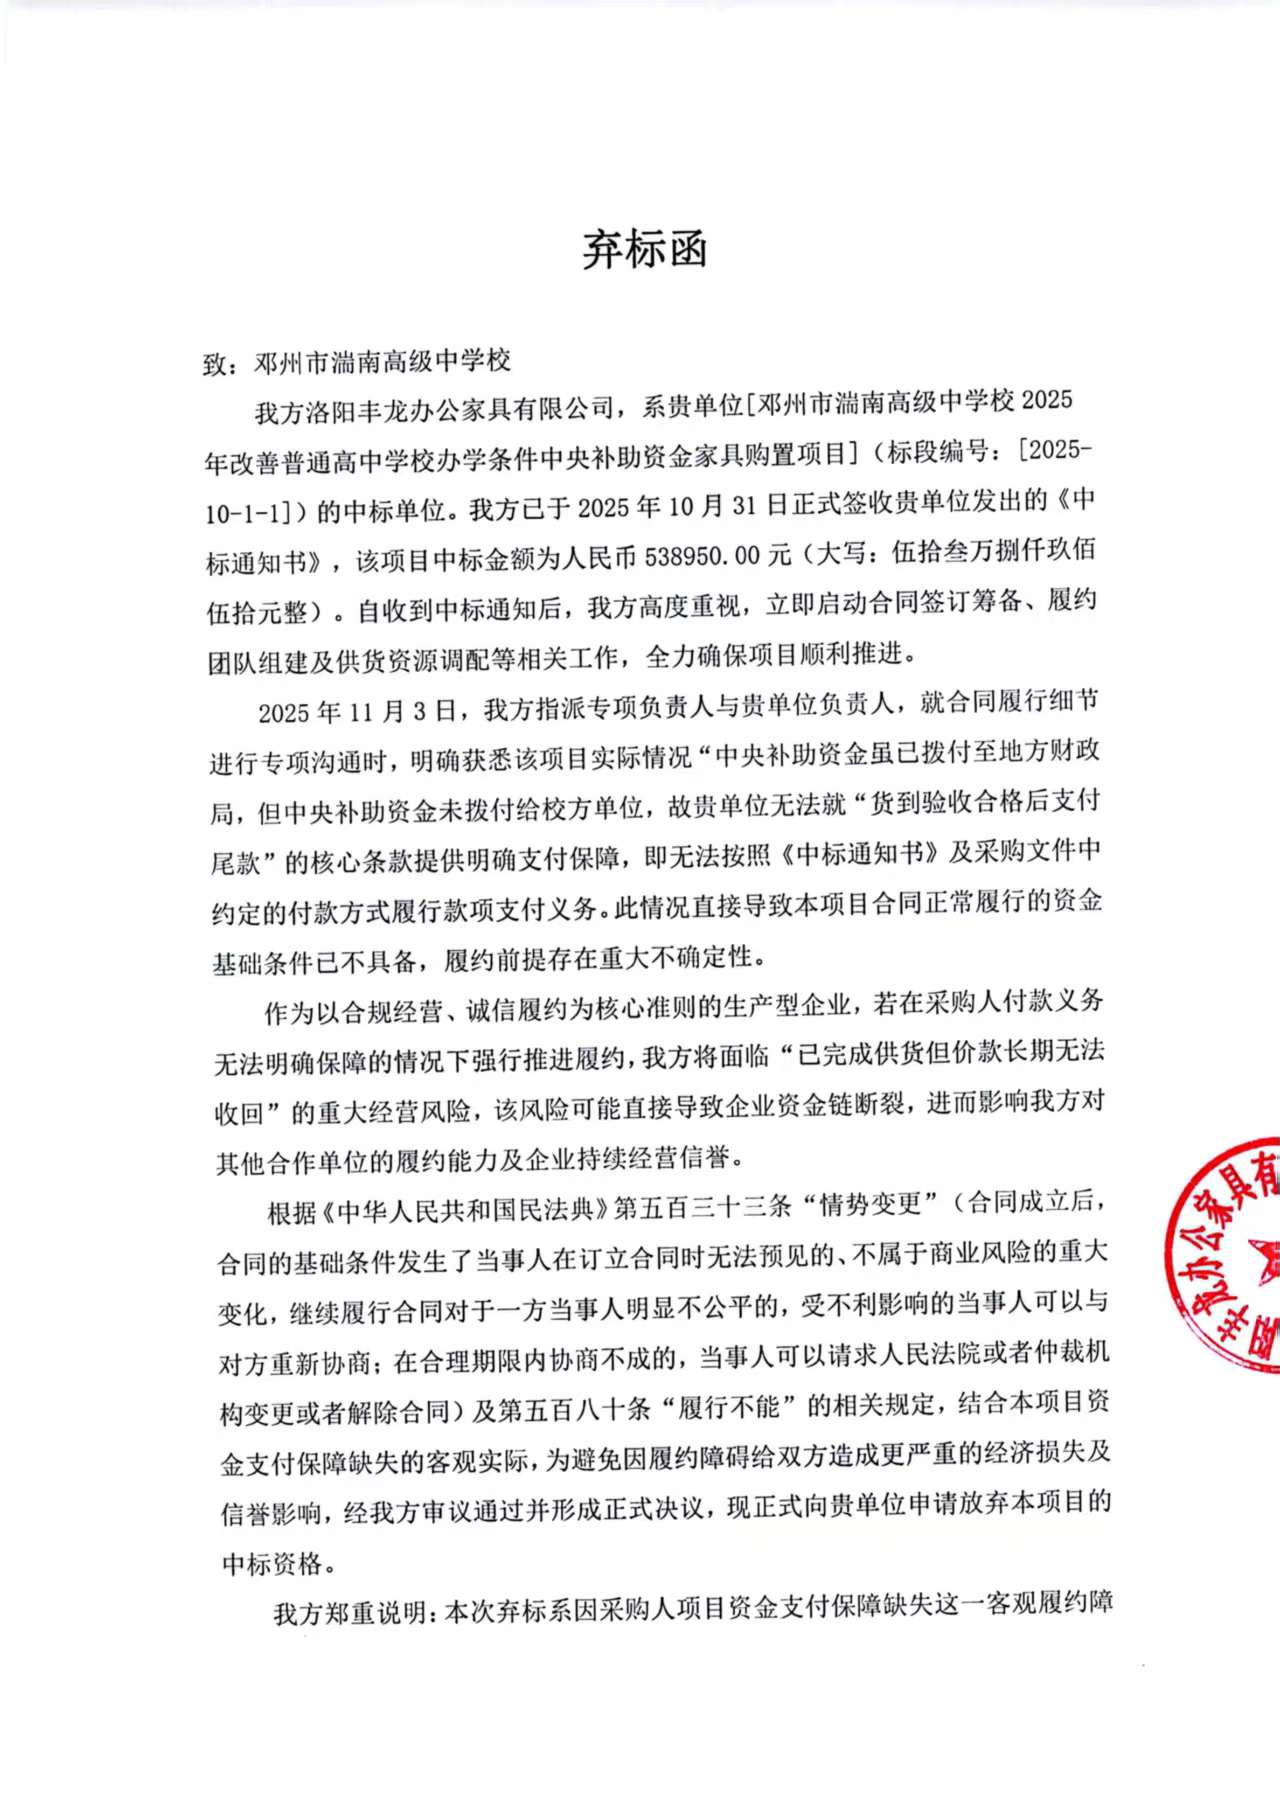 弃标函
致：邓州市湍南高级中学校
我方洛阳丰龙办公家具有限公司，系贵单位[邓州市湍南高级中学校 2025
年改善普通高中学校办学条件中央补助资金家具购置项目]（标段编号：[2025-
10-1-1]）的中标单位。我方已于 2025 年 10 月 31 日正式签收贵单位发出的《中
标通知书》，该项目中标金额为人民币 538950.00 元（大写：伍拾叁万捌仟玖佰
伍拾元整）。自收到中标通知后，我方高度重视，立即启动合同签订筹备、履约
团队组建及供货资源调配等相关工作，全力确保项目顺利推进。
2025 年 11 月 3 日，我方指派专项负责人与贵单位负责人，就合同履行细节
进行专项沟通时，明确获悉该项目实际情况“中央补助资金虽已拨付至地方财政
局，但中央补助资金未拨付给校方单位，故贵单位无法就“货到验收合格后支付
尾款”的核心条款提供明确支付保障，即无法按照《中标通知书》及采购文件中
约定的付款方式履行款项支付义务。此情况直接导致本项目合同正常履行的资金
基础条件已不具备，履约前提存在重大不确定性。
作为以合规经营、诚信履约为核心准则的生产型企业，若在采购人付款义务
无法明确保障的情况下强行推进履约，我方将面临“已完成供货但价款长期无法
收回”的重大经营风险，该风险可能直接导致企业资金链断裂，进而影响我方对
其他合作单位的履约能力及企业持续经营信誉。
根据《中华人民共和国民法典》第五百三十三条“情势变更”（合同成立后，
合同的基础条件发生了当事人在订立合同时无法预见的、不属于商业风险的重大
变化，继续履行合同对于一方当事人明显不公平的，受不利影响的当事人可以与
对方重新协商；在合理期限内协商不成的，当事人可以请求人民法院或者仲裁机
构变更或者解除合同）及第五百八十条“履行不能”的相关规定，结合本项目资
金支付保障缺失的客观实际，为避免因履约障碍给双方造成更严重的经济损失及
信誉影响，经我方审议通过并形成正式决议，现正式向贵单位申请放弃本项目的
中标资格。
我方郑重说明：本次弃标系因采购人项目资金支付保障缺失这一客观履约障
龙办公家具有